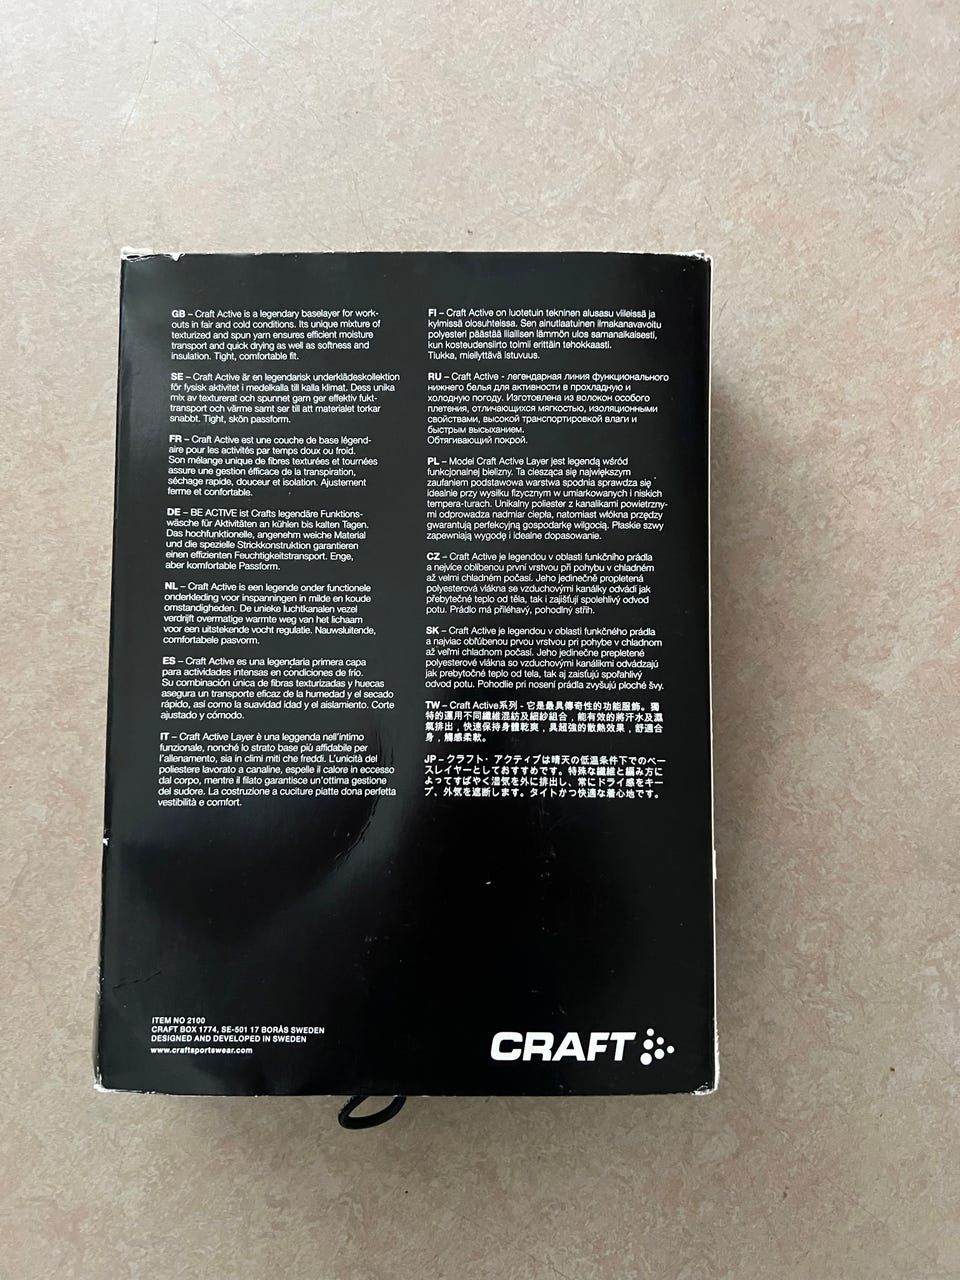 GB – Craft Active is a legendary baselayer for work-
outs in fair and cold conditions. Its unique mixture of
texturized and spun yarn ensures efficient moisture
transport and quick drying as well as softness and
insulation. Tight, comfortable fit.
SE – Craft Active är en legendarisk underklädeskollektion
för fysisk aktivitet i medelkalla till kalla klimat. Dess unika
mix av texturerat och spunnet garn ger effektiv fukt-
transport och värme samt ser till att materialet torkar
snabbt. Tight, skön passform.
FR – Craft Active est une couche de base légend-
aire pour les activités par temps doux ou froid.
Son mélange unique de fibres texturées et tournées
assure une gestion éfficace de la transpiration,
séchage rapide, douceur et isolation. Ajustement
ferme et confortable.
DE – BE ACTIVE ist Crafts legendäre Funktions-
wäsche für Aktivitäten an kühlen bis kalten Tagen.
Das hochfunktionelle, angenehm weiche Material
und die spezielle Strickkonstruktion garantieren
einen effizienten Feuchtigkeitstransport. Enge,
aber komfortable Passform.
NL – Craft Active is een legende onder functionele
onderkleding voor inspanningen in milde en koude
omstandigheden. De unieke luchtkanalen vezel
verdrijft overmatige warmte weg van het lichaam
voor een uitstekende vocht regulatie. Nauwsluitende,
comfortabele pasvorm.
ES – Craft Active es una legendaria primera capa
para actividades intensas en condiciones de frío.
Su combinación única de fibras texturizadas y huecas
asegura un transporte eficaz de la humedad y el secado
rápido, así como la suavidad idad y el aislamiento. Corte
ajustado y cómodo.
IT – Craft Active Layer è una leggenda nell'intimo
funzionale, nonché lo strato base più affidabile per
l'allenamento, sia in climi miti che freddi. L'unicità del
poliestere lavorato a canaline, espelle il calore in eccesso
dal corpo, mentre il filato garantisce un'ottima gestione
del sudore. La costruzione a cuciture piatte dona perfetta
vestibilità e comfort.
FI – Craft Active on luotetuin tekninen alusasu viileissä ja
kylmissä olosuhteissa. Sen ainutlaatuinen ilmakanavavoitu
polyesteri päästää liiallisen lämmön ulos samanaikaisesti,
kun kosteudensiirto toimii erittäin tehokkaasti.
Tiukka, miellyttävä istuvuus.
RU – Craft Active - легендарная линия функционального
нижнего белья для активности в прохладную и
холодную погоду. Изготовлена из волокон особого
плетения, отличающихся мягкостью, изоляционными
свойствами, высокой транспортировкой влаги и
быстрым высыханием.
Обтягивающий покрой.
PL – Model Craft Active Layer jest legendą wśród
funkcjonalnej bielizny. Ta ciesząca się największym
zaufaniem podstawowa warstwa spodnia sprawdza się
idealnie przy wysiłku fizycznym w umiarkowanych i niskich
tempera-turach. Unikalny poliester z kanalikami powietrzny-
mi odprowadza nadmiar ciepła, natomiast włókna przędzy
gwarantują perfekcyjną gospodarkę wilgocią. Płaskie szwy
zapewniają wygodę i idealne dopasowanie.
CZ – Craft Active je legendou v oblasti funkčního prádla
a nejvíce oblíbenou první vrstvou při pohybu v chladném
až velmi chladném počasí. Jeho jedinečně propletená
polyesterová vlákna se vzduchovými kanálky odvádí jak
přebytečné teplo od těla, tak i zajišťují spolehlivý odvod
potu. Prádlo má přiléhavý, pohodlný střih.
SK – Craft Active je legendou v oblasti funkčného prádla
a najviac obľúbenou prvou vrstvou pri pohybe v chladnom
až veľmi chladnom počasí. Jeho jedinečne prepletené
polyesterové vlákna so vzduchovými kanálikmi odvádzajú
jak prebytečné teplo od tela, tak aj zaisťujú spoľahlivý
odvod potu. Pohodlie pri nosení prádla zvyšujú ploché švy.
TW – Craft Active系列 - 它是最具傳奇性的功能服飾。獨
特的運用不同纖維混紡及細紗組合，能有效的將汗水及濕
氣排出，快速保持身體乾爽，具超強的散熱效果，舒適合
身，觸感柔軟。
JP – クラフト・アクティブは晴天の低温条件下でのベー
スレイヤーとしておすすめです。特殊な繊維と編み方に
よってすばやく湿気を外に排出し、常にドライ感をキー
プ、外気を遮断します。タイトかつ快適な着心地です。
ITEM NO 2100
CRAFT BOX 1774, SE-501 17 BORÅS SWEDEN
DESIGNED AND DEVELOPED IN SWEDEN
www.craftsportswear.com
CRAFT